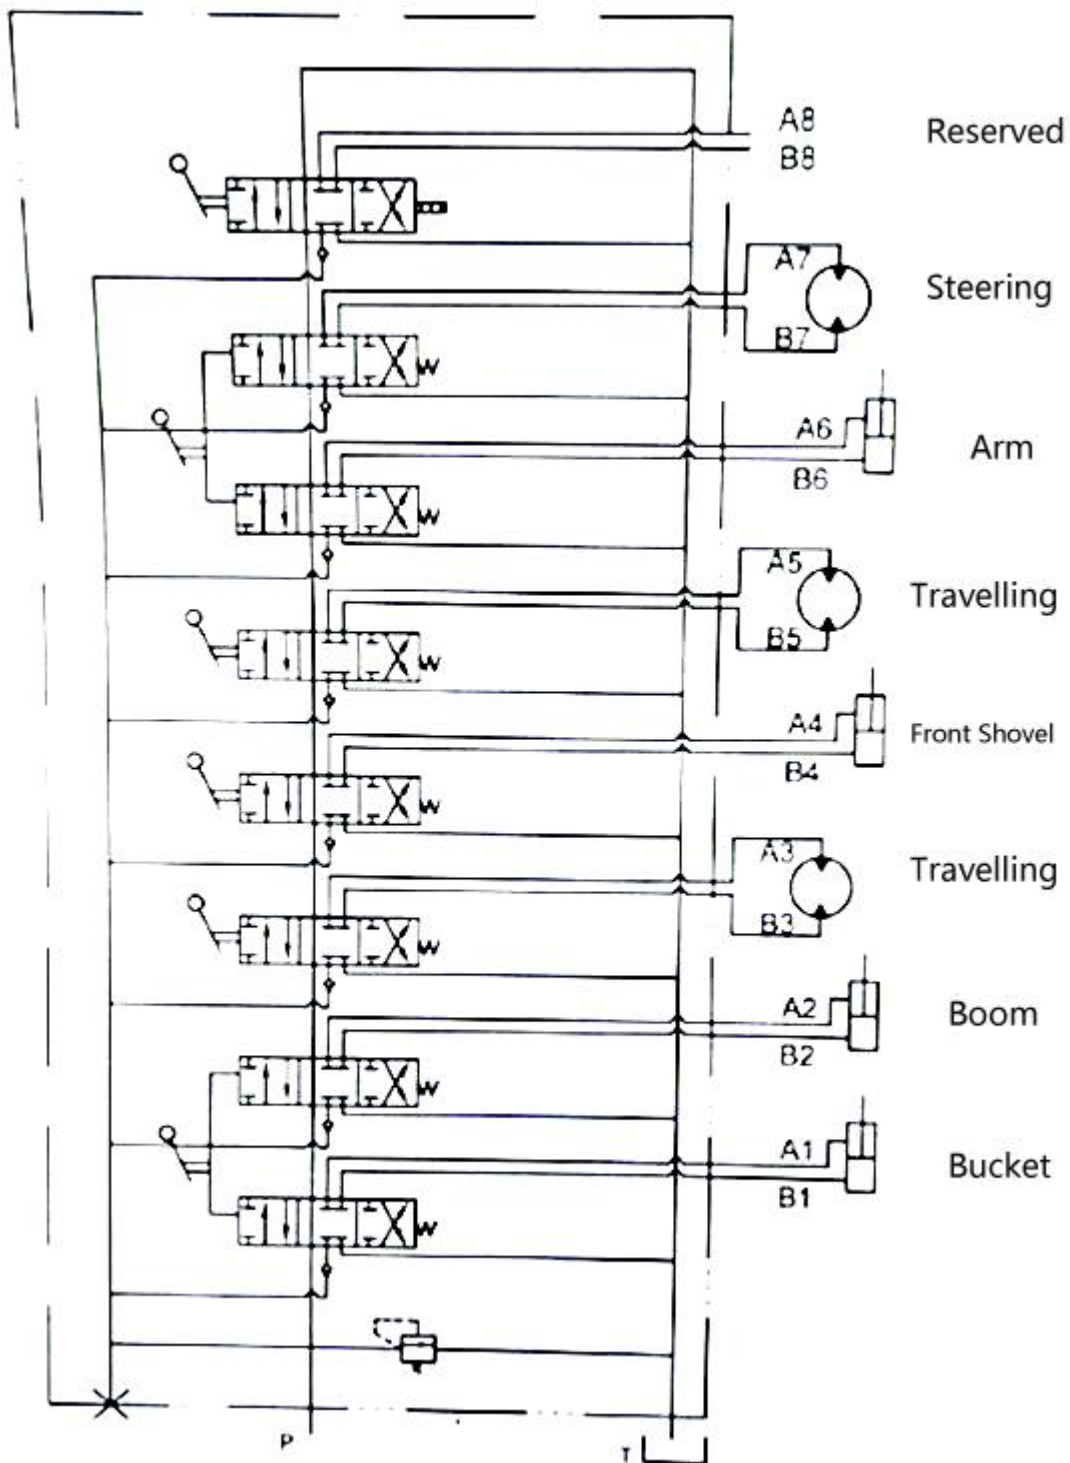 A8
Reserved
B8
A7
Steering
B7
A6
Arm
B6
A5
Travelling
B5
A4
Front Shovel
B4
A3
Travelling
B3
A2
Boom
B2
A1
Bucket
B1
P
T